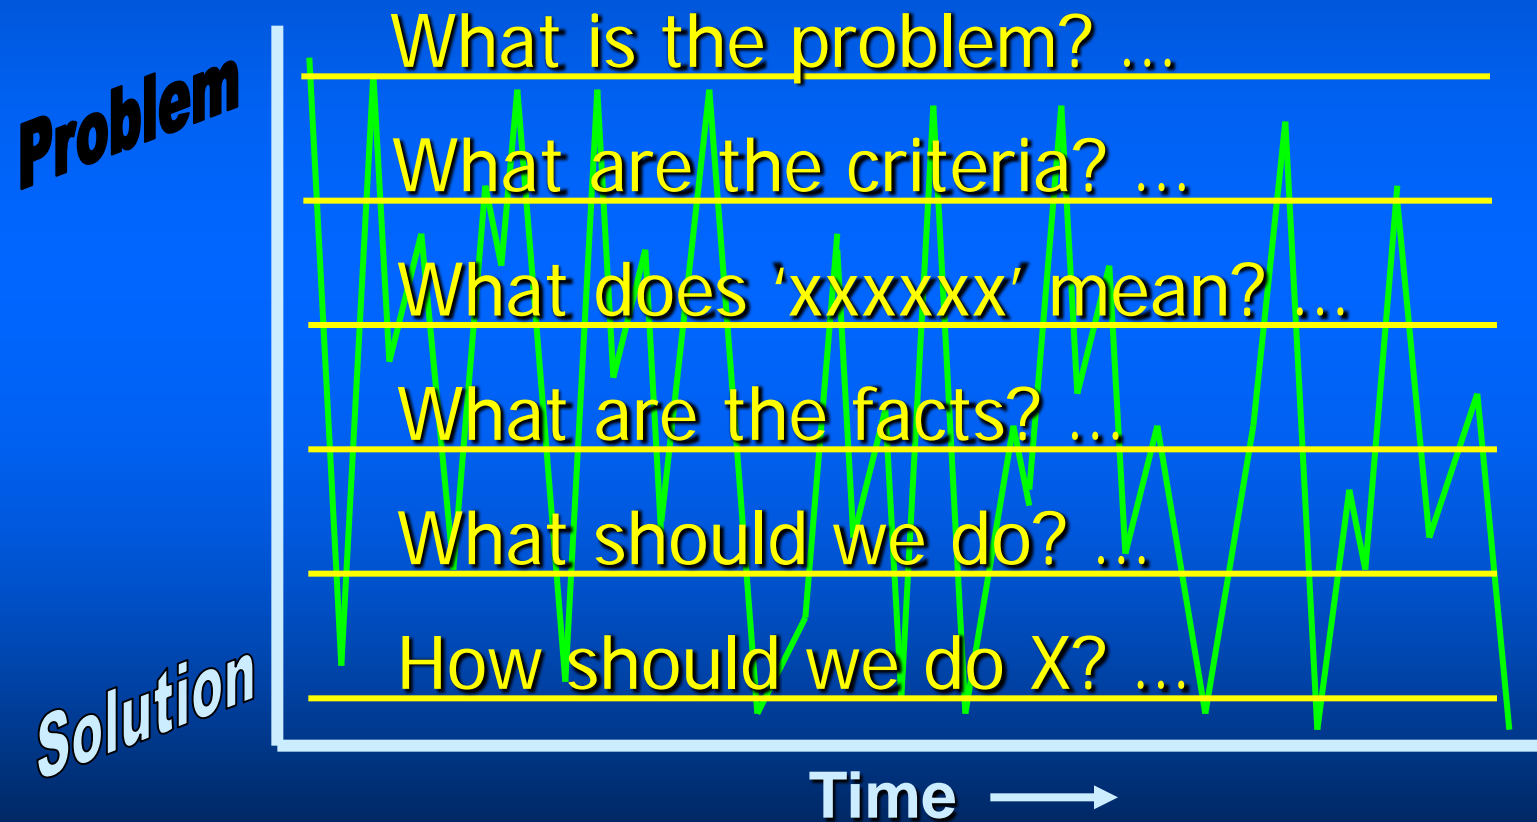 What is the problem? ...
Problem
What are the criteria? ...
What does ‘xxxxxx’ mean? ...
What are the facts? ...
What should we do? ...
How should we do X? ...
Solution
Time